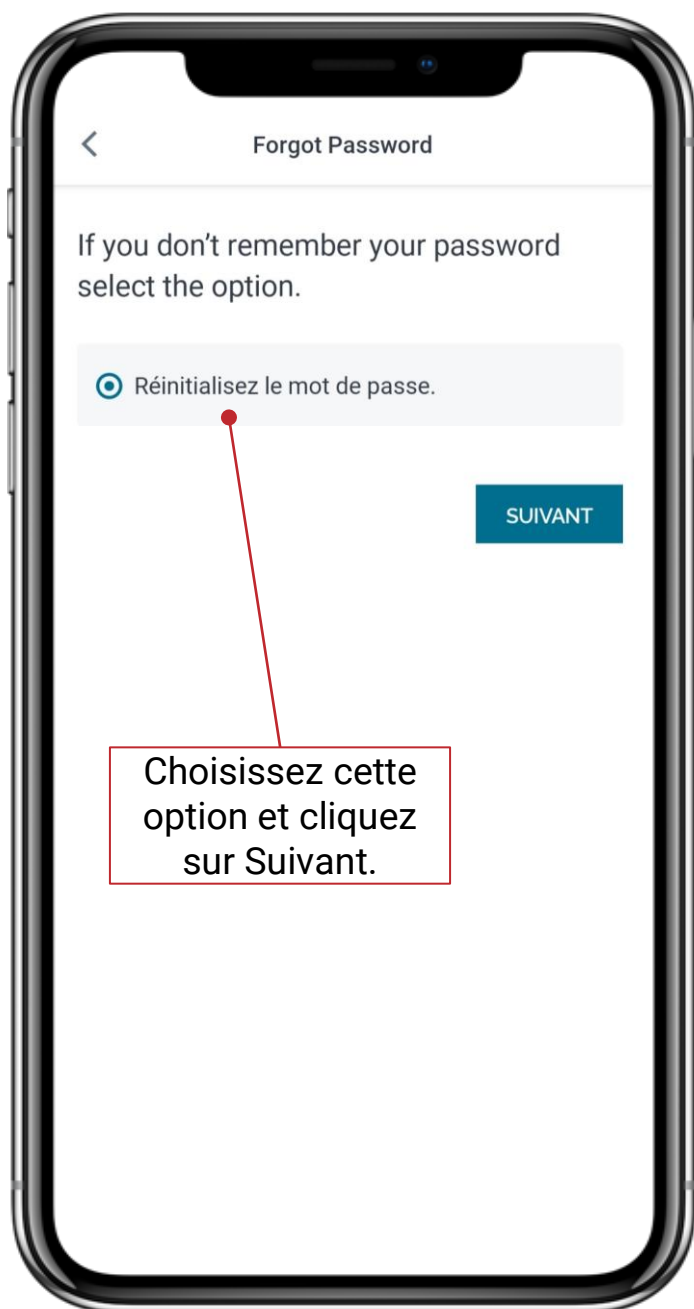 Forgot Password
If you don’t remember your password
select the option.
Réinitialisez le mot de passe.
SUIVANT
Choisissez cette
option et cliquez
sur Suivant.